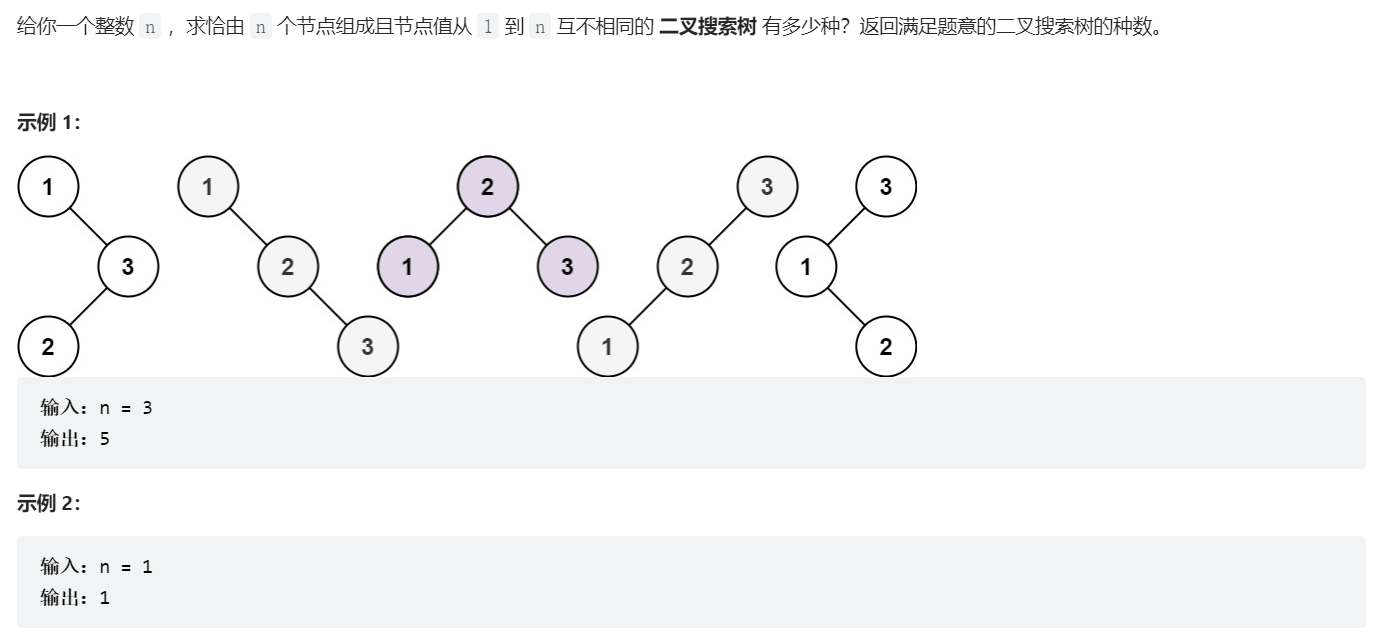 给你一个整数 n ，求恰由 n 个节点组成且节点值从 1 到 n 互不相同的 二叉搜索树 有多少种？返回满足题意的二叉搜索树的种数。
示例 1：
1 1 2 3 3
3 2 1 3 2 1
2 3 1 2
输入：n = 3
输出：5
示例 2：
输入：n = 1
输出：1